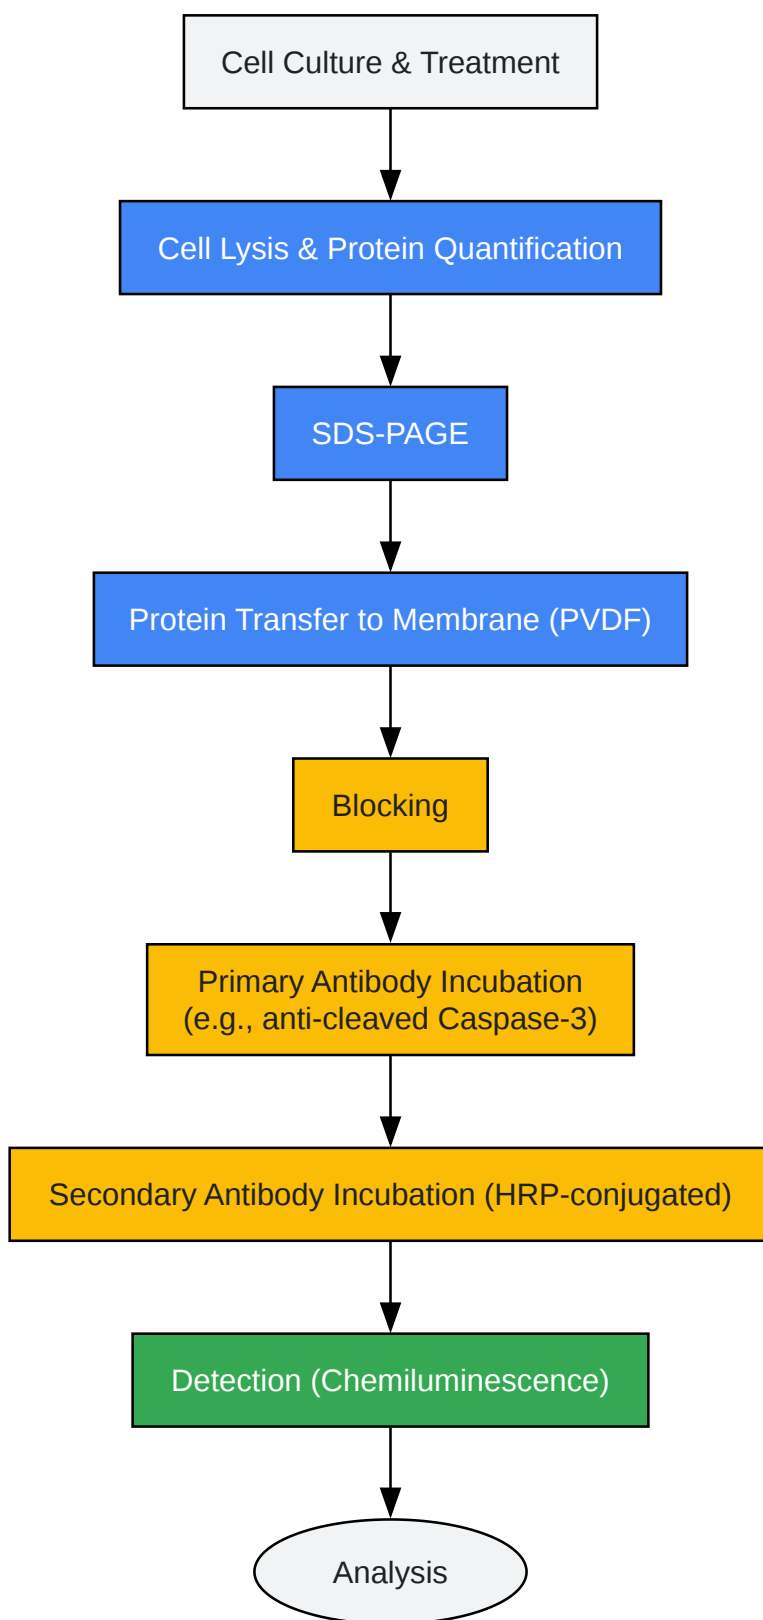 Cell Culture & Treatment
Cell Lysis & Protein Quantification
SDS-PAGE
Protein Transfer to Membrane (PVDF)
Blocking
Primary Antibody Incubation
(e.g., anti-cleaved Caspase-3)
Secondary Antibody Incubation (HRP-conjugated)
Detection (Chemiluminescence)
Analysis